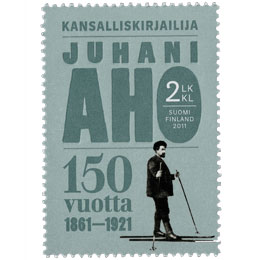 KANSALLISKIRJAILIJA
JUHANI
AHO
2 LK
KL
SUOMI
FINLAND
2011
150
vuotta
1861—1921